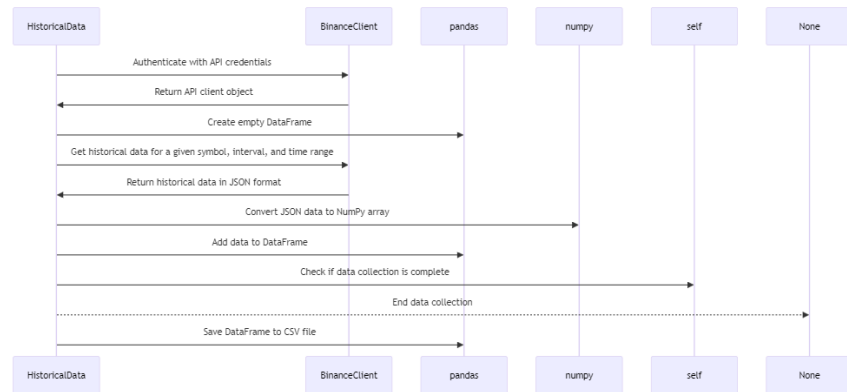 HistoricalData BinanceClient pandas numpy self None
Authenticate with API credentials
Return API client object
Create empty DataFrame
Get historical data for a given symbol, interval, and time range
Return historical data in JSON format
Convert JSON data to NumPy array
Add data to DataFrame
Check if data collection is complete
End data collection
Save DataFrame to CSV file
HistoricalData BinanceClient pandas numpy self None